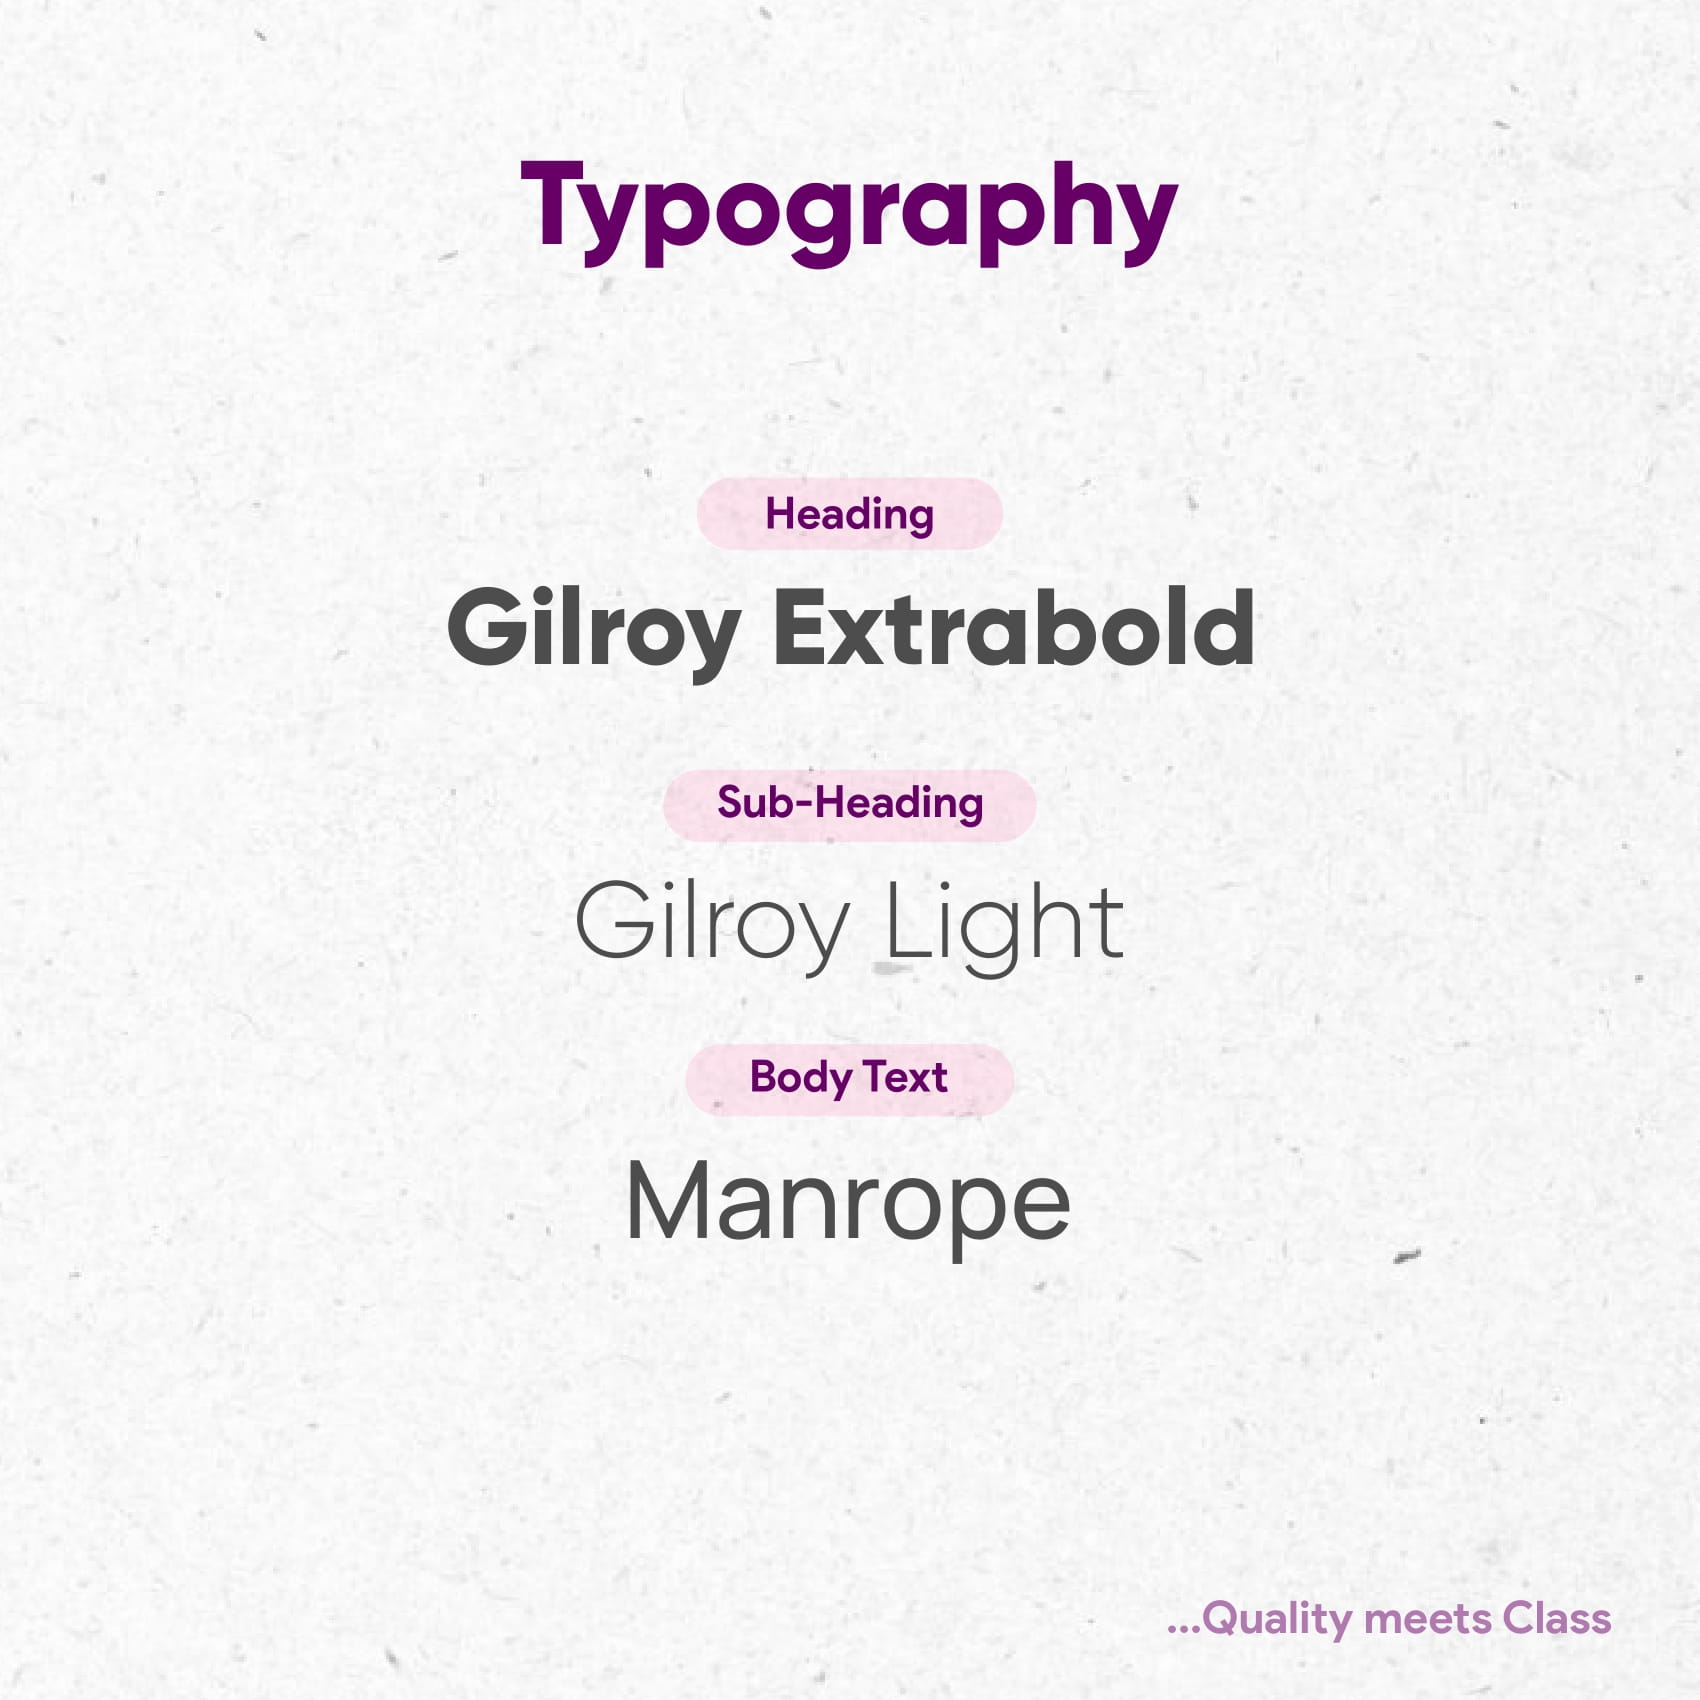 Typography
Heading
Gilroy Extrabold
Sub-Heading
Gilroy Light
Body Text
Manrope
...Quality meets Class